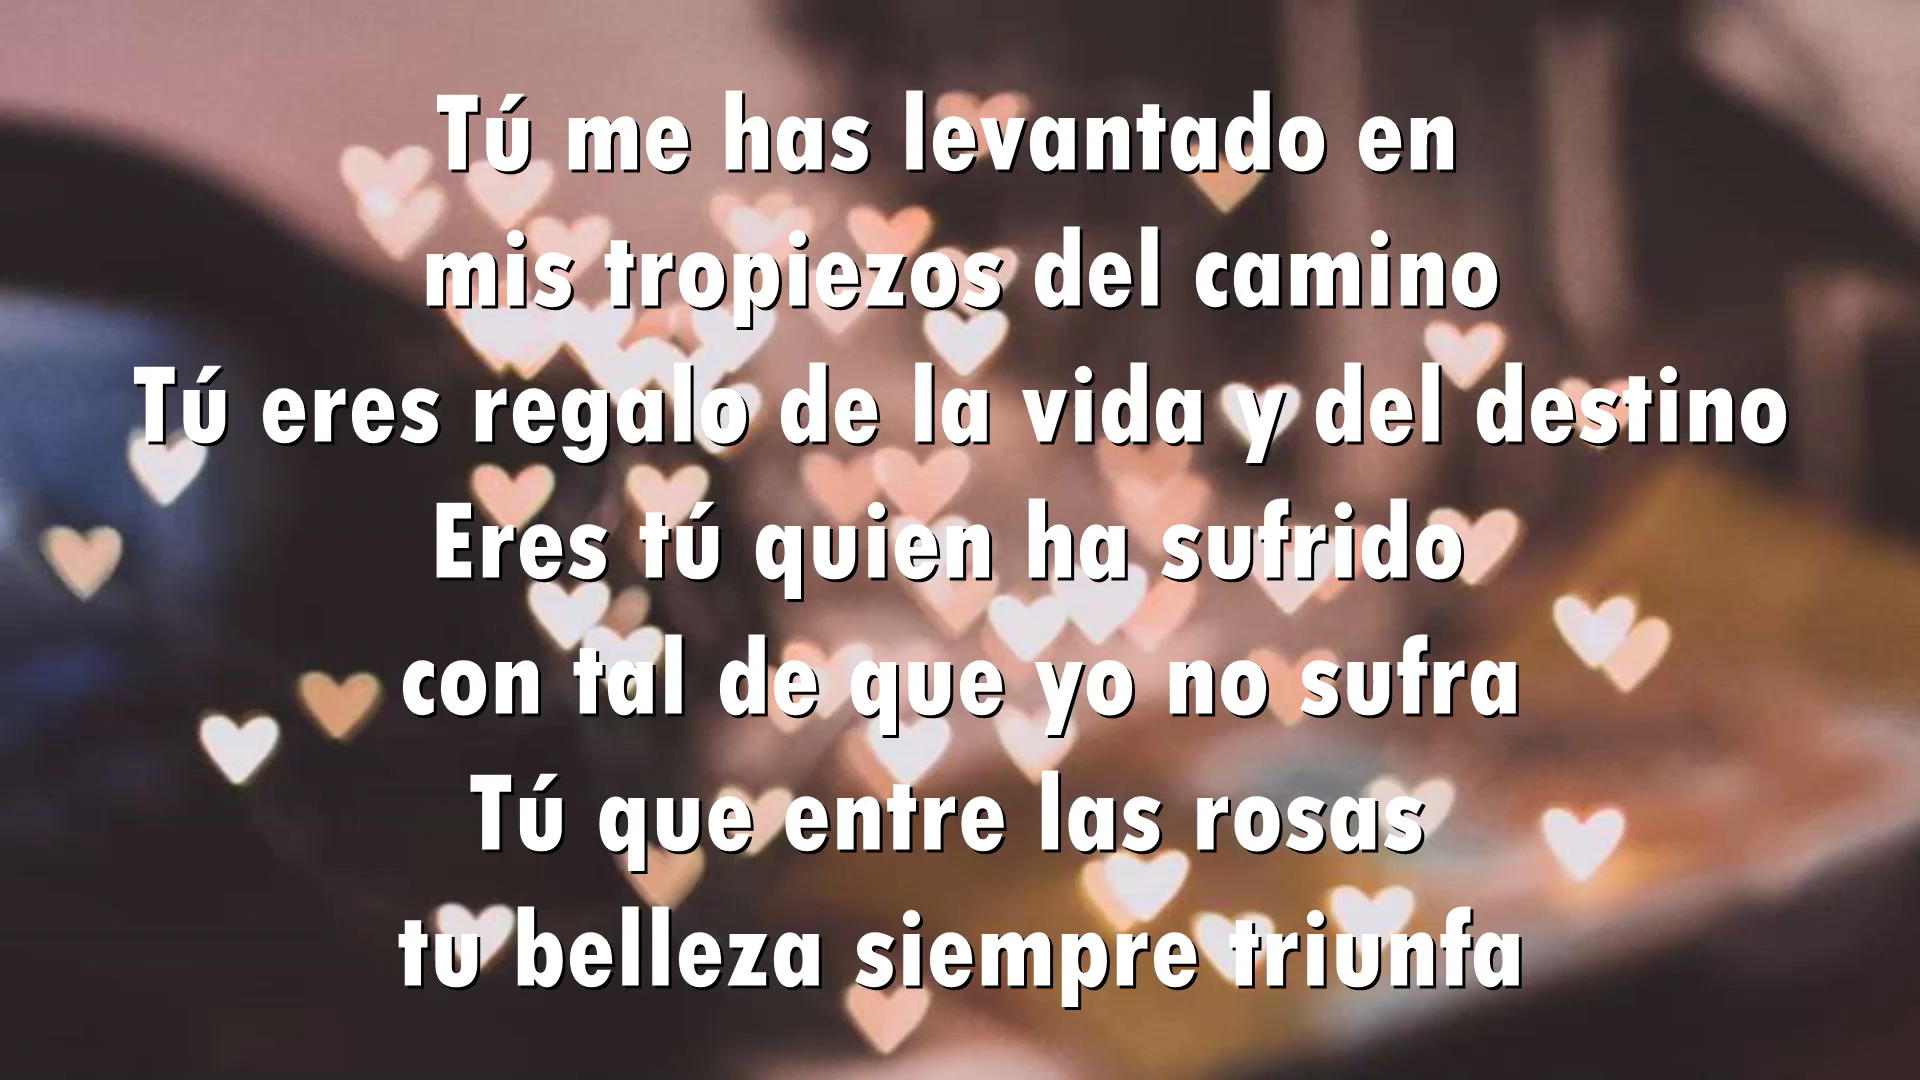 Tú me has levantado en
mis tropiezos del camino
Tú eres regalo de la vida y del destino
Eres tú quien ha sufrido
con tal de que yo no sufra
Tú que entre las rosas
tu belleza siempre triunfa